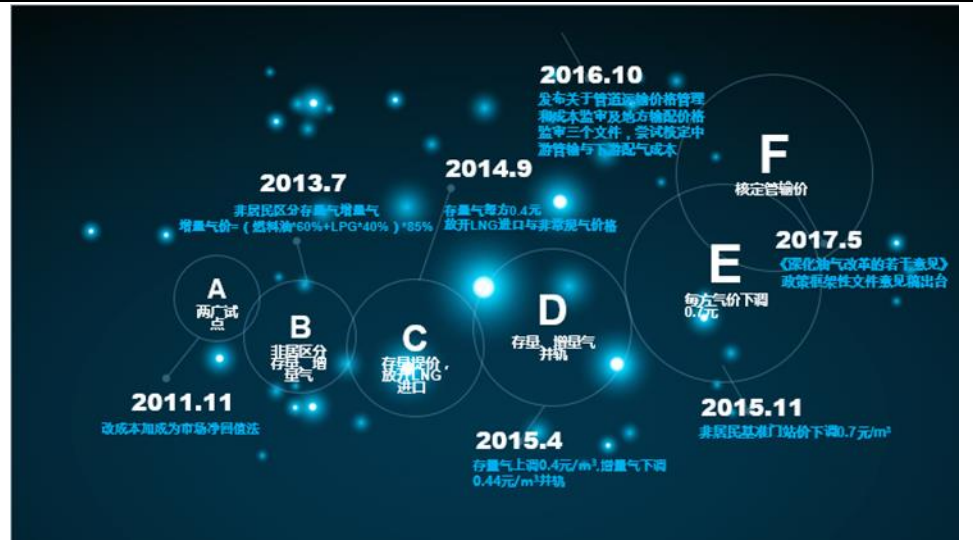 2016.10
发布关于管道运输价格管理
和成本监审及地方输配价格
监审三个文件，尝试核定中
游管输与下游配气成本
F
核定管输价
2014.9
存量气每方0.4元
放开LNG进口与非常规气价格
2013.7
非居民区分存量气增量气
增量气价=（燃料油*60%+LPG*40%）*85%
2017.5
《深化油气改革的若干意见》
政策框架性文件意见稿出台
E
每方气价下调
0.7元
A
两广试
点
B
非居区分
存量、增
量气
C
存量提价，
放开LNG
进口
D
存量、增量气
并轨
2011.11
改成本加成为市场净回值法
2015.4
存量气上调0.4元/m³,增量气下调
0.44元/m³并轨
2015.11
非居民基准门站价下调0.7元/m³